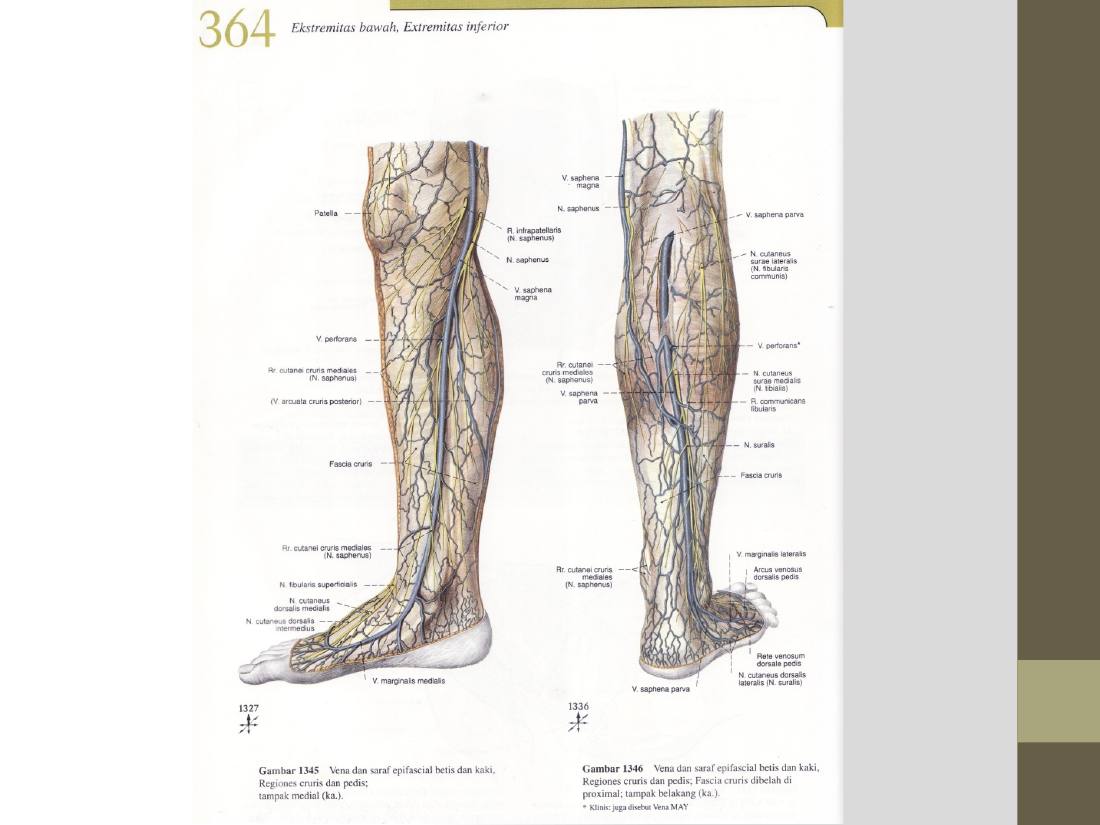 364
Ekstremitas bawah, Extremitas inferior
Patella
R. infrapatellaris
(N. saphenus)
N. saphenus
V. saphena
magna
V. perforans
Rr. cutanei cruris mediales
(N. saphenus)
(V. arcuata cruris posterior)
Fascia cruris
Rr. cutanei cruris mediales
(N. saphenus)
N. fibularis superficialis
N. cutaneus
dorsalis medialis
N. cutaneus dorsalis
intermedius
V. marginalis medialis
1327
Gambar 1345 Vena dan saraf epifascial betis dan kaki,
Regiones cruris dan pedis;
tampak medial (ka.).
V. saphena
magna
N. saphenus
V. saphena parva
N. cutaneus
surae lateralis
(N. fibularis
communis)
V. perforans*
Rr. cutanei
cruris mediales
(N. saphenus)
N. cutaneus
surae medialis
(N. tibialis)
V. saphena
parva
R. communicans
fibularis
N. suralis
Fascia cruris
V. marginalis lateralis
Arcus venosus
dorsalis pedis
Rr. cutanei cruris
mediales
(N. saphenus)
Rete venosum
dorsale pedis
N. cutaneus dorsalis
lateralis (N. suralis)
V. saphena parva
1336
Gambar 1346 Vena dan saraf epifascial betis dan kaki,
Regiones cruris dan pedis; Fascia cruris dibelah di
proximal; tampak belakang (ka.).
* Klinis: juga disebut Vena MAY